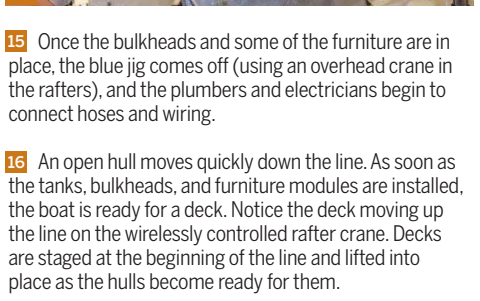 15 Once the bulkheads and some of the furniture are in
place, the blue jig comes off (using an overhead crane in
the rafters), and the plumbers and electricians begin to
connect hoses and wiring.
16 An open hull moves quickly down the line. As soon as
the tanks, bulkheads, and furniture modules are installed,
the boat is ready for a deck. Notice the deck moving up
the line on the wirelessly controlled rafter crane. Decks
are staged at the beginning of the line and lifted into
place as the hulls become ready for them.